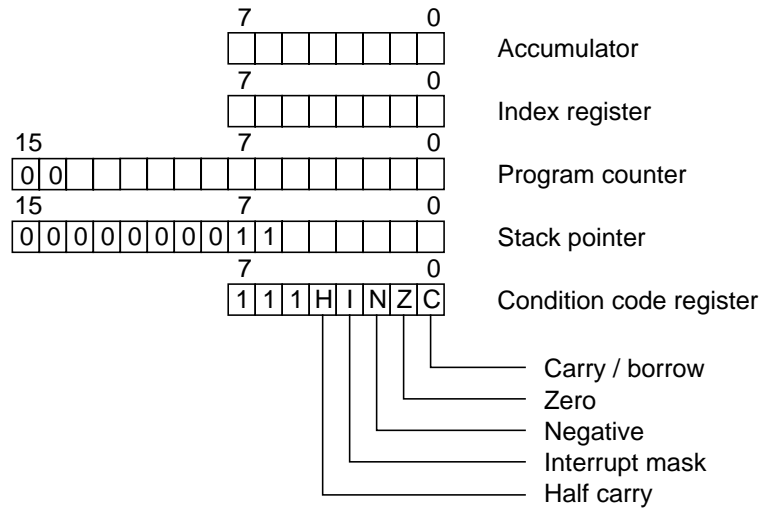 7 0
Accumulator
7 0
Index register
15 7 0
0 0 Program counter
15 7 0
0 0 0 0 0 0 0 0 1 1 Stack pointer
7 0
1 1 1 H I N Z C Condition code register
Carry / borrow
Zero
Negative
Interrupt mask
Half carry